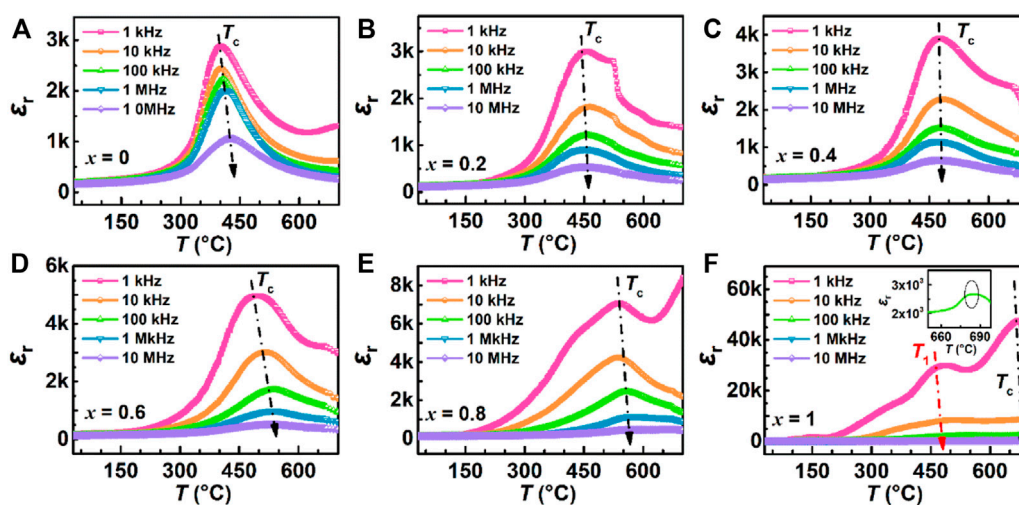 A
3k
2k
1k
0
εr
1 kHz
10 kHz
100 kHz
1 MHz
1 0MHz
Tc
x = 0
150 300 450 600
T (°C)
B
3k
2k
1k
0
εr
1 kHz
10 kHz
100 kHz
1 MHz
10 MHz
Tc
x = 0.2
150 300 450 600
T (°C)
C
4k
3k
2k
1k
0
εr
1 kHz
10 kHz
100 kHz
1 MHz
10 MHz
Tc
x = 0.4
150 300 450 600
T (°C)
D
6k
4k
2k
0
εr
1 kHz
10 kHz
100 kHz
1 MkHz
10 MHz
Tc
x = 0.6
150 300 450 600
T (°C)
E
8k
6k
4k
2k
0
εr
1 kHz
10 kHz
100 kHz
1 MkHz
10 MHz
Tc
x = 0.8
150 300 450 600
T (°C)
F
60K
40K
20K
0
εr
1 kHz
10 kHz
100 kHz
1 MkHz
10 MHz
3x10³
2x10³
εr
660 690
T (°C)
T1
Tc
x = 1
150 300 450 600
T (°C)